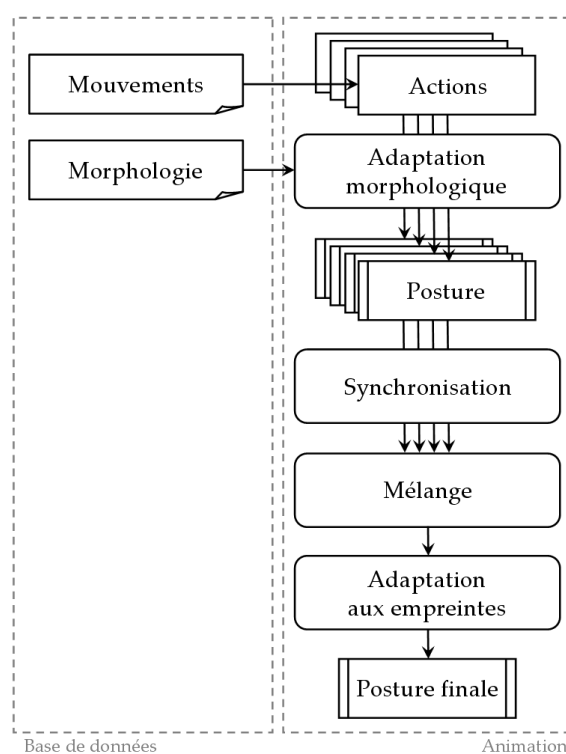 Mouvements
Actions
Morphologie
Adaptation
morphologique
Posture
Synchronisation
Mélange
Adaptation
aux empreintes
Posture finale
Base de données
Animation